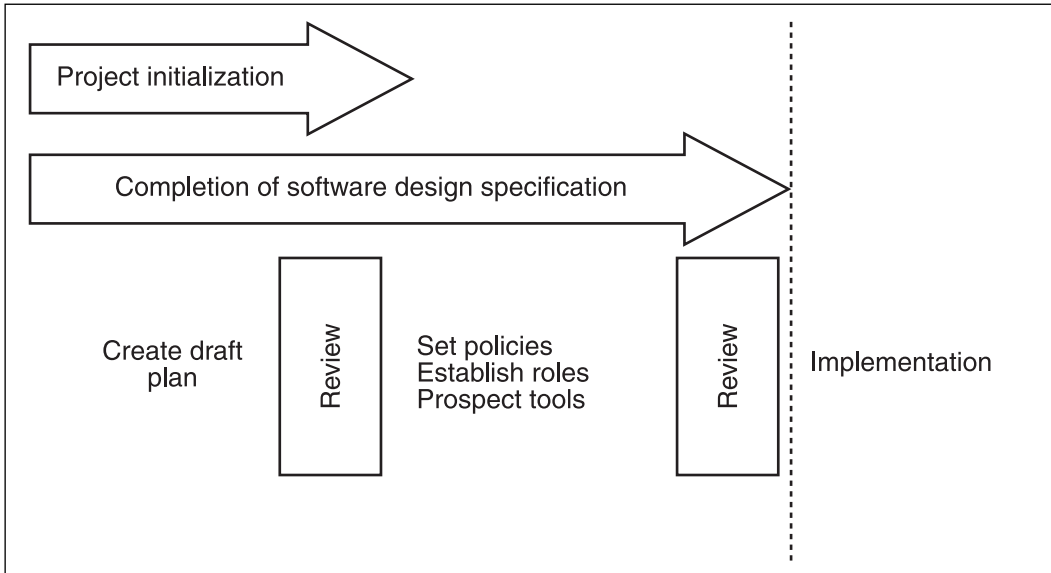 Project initialization
Completion of software design specification
Create draft
plan
Review
Set policies
Establish roles
Prospect tools
Review
Implementation